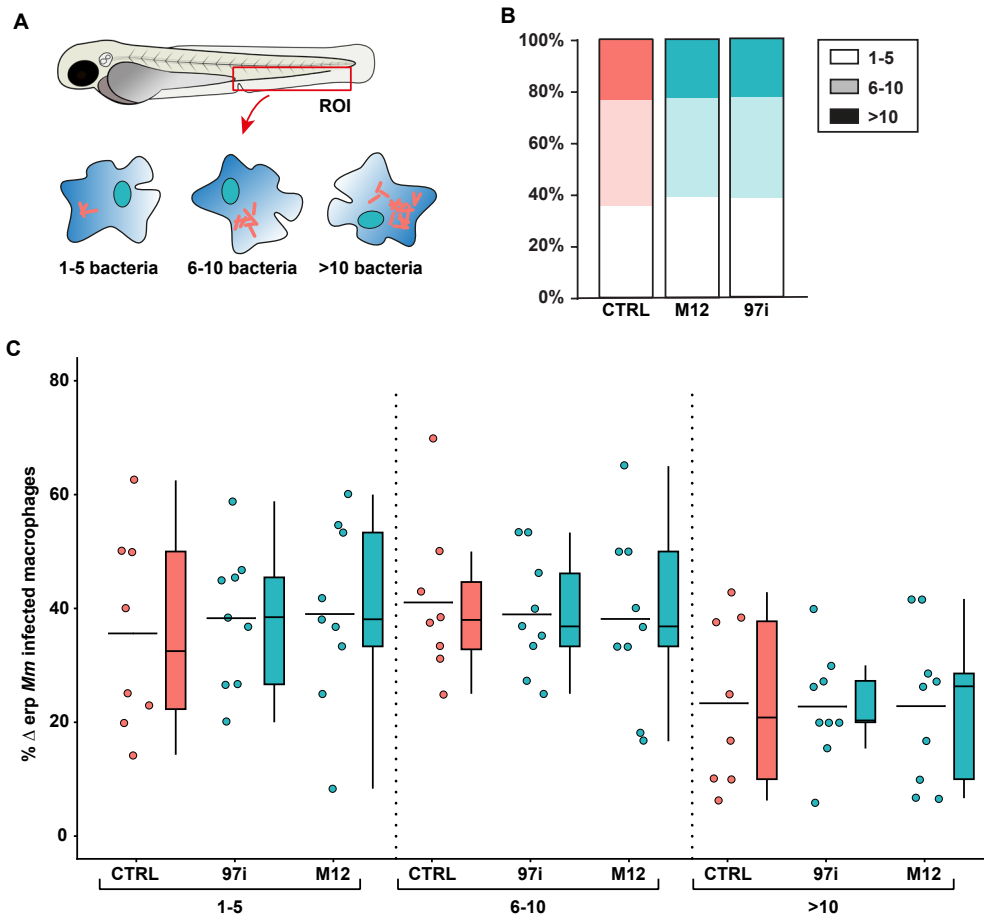 A
ROI
1-5 bacteria 6-10 bacteria >10 bacteria
B
100%
80%
60%
40%
20%
0%
CTRL M12 97i
1-5
6-10
>10
C
% Δ erp Mm infected macrophages
80
60
40
20
0
CTRL 97i M12 CTRL 97i M12 CTRL 97i M12
1-5 6-10 >10